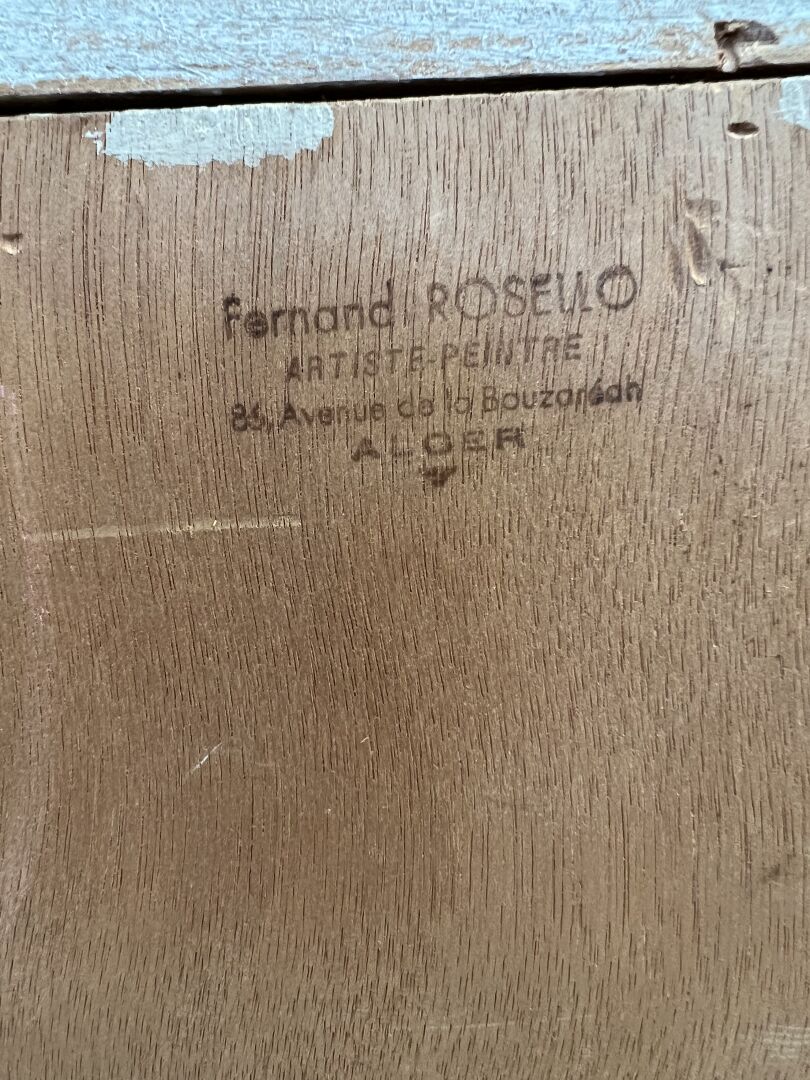 Fernand ROSELLO
ARTISTE-PEINTRE
86, Avenue de la Bouzaréah
ALGER